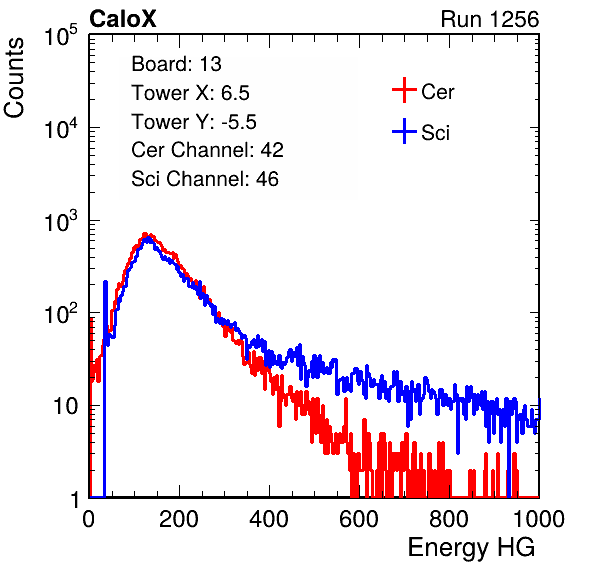 CaloX Run 1256
Counts
10^5
10^4
10^3
10^2
10
1
Board: 13
Tower X: 6.5
Tower Y: -5.5
Cer Channel: 42
Sci Channel: 46
Cer
Sci
0 200 400 600 800 1000
Energy HG